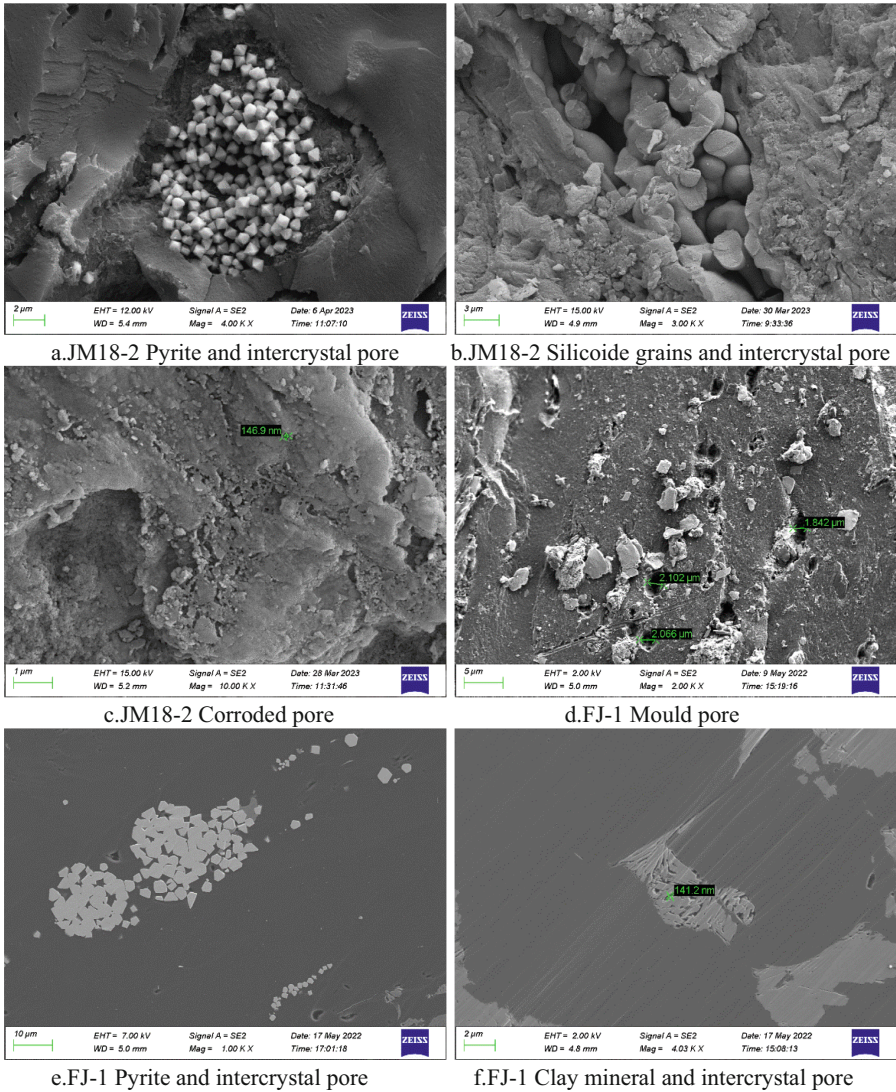 2 µm
EHT = 12.00 kV Signal A = SE2 Date: 6 Apr 2023
WD = 5.4 mm Mag = 4.00 K X Time: 11:07:10
ZEISS
3 µm
EHT = 15.00 kV Signal A = SE2 Date: 30 Mar 2023
WD = 4.9 mm Mag = 3.00 K X Time: 9:33:36
ZEISS
a.JM18-2 Pyrite and intercrystal pore
b.JM18-2 Silicoide grains and intercrystal pore
146.9 nm
1 µm
EHT = 15.00 kV Signal A = SE2 Date: 28 Mar 2023
WD = 5.2 mm Mag = 10.00 K X Time: 11:31:46
ZEISS
1.842 µm
2.102 µm
2.066 µm
5 µm
EHT = 2.00 kV Signal A = SE2 Date: 9 May 2022
WD = 5.0 mm Mag = 2.00 K X Time: 15:19:16
ZEISS
c.JM18-2 Corroded pore
d.FJ-1 Mould pore
10 µm
EHT = 7.00 kV Signal A = SE2 Date: 17 May 2022
WD = 5.0 mm Mag = 1.00 K X Time: 17:01:18
ZEISS
141.2 nm
2 µm
EHT = 2.00 kV Signal A = SE2 Date: 17 May 2022
WD = 4.8 mm Mag = 4.03 K X Time: 15:08:13
ZEISS
e.FJ-1 Pyrite and intercrystal pore
f.FJ-1 Clay mineral and intercrystal pore